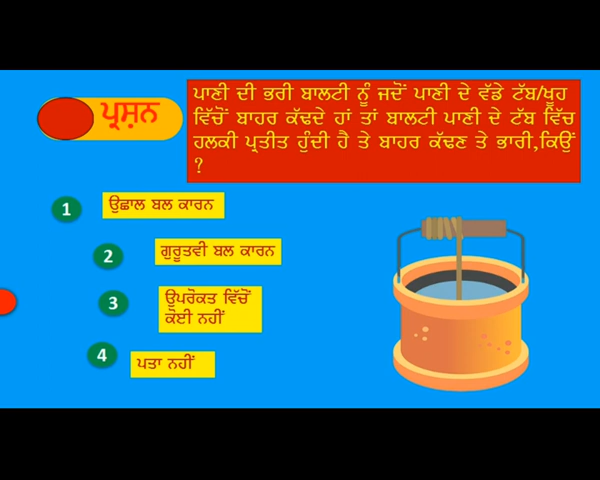 ਪ੍ਰਸ਼ਨ
ਪਾਣੀ ਦੀ ਭਰੀ ਬਾਲਟੀ ਨੂੰ ਜਦੋਂ ਪਾਣੀ ਦੇ ਵੱਡੇ ਟੱਬ/ਖੂਹ
ਵਿੱਚੋਂ ਬਾਹਰ ਕੱਢਦੇ ਹਾਂ ਤਾਂ ਬਾਲਟੀ ਪਾਣੀ ਦੇ ਟੱਬ ਵਿੱਚ
ਹਲਕੀ ਪ੍ਰਤੀਤ ਹੁੰਦੀ ਹੈ ਤੇ ਬਾਹਰ ਕੱਢਣ ਤੇ ਭਾਰੀ,ਕਿਉਂ
?
1 ਉਛਾਲ ਬਲ ਕਾਰਨ
2 ਗੁਰੂਤਵੀ ਬਲ ਕਾਰਨ
3 ਉਪਰੋਕਤ ਵਿੱਚੋਂ
ਕੋਈ ਨਹੀਂ
4 ਪਤਾ ਨਹੀਂ